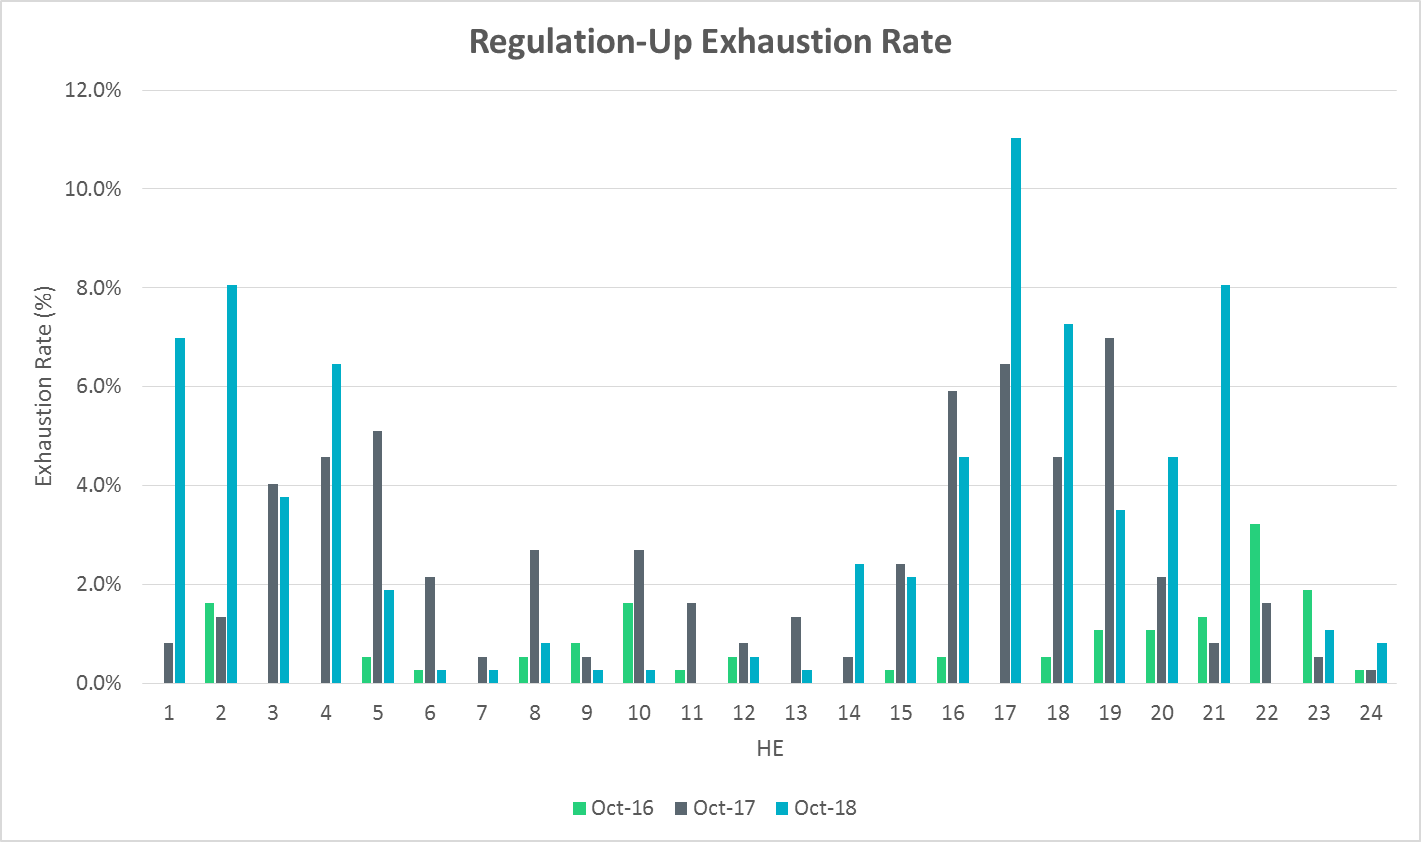 Regulation-Up Exhaustion Rate
12.0%
10.0%
8.0%
6.0%
4.0%
2.0%
0.0%
Exhaustion Rate (%)
1 2 3 4 5 6 7 8 9 10 11 12 13 14 15 16 17 18 19 20 21 22 23 24
HE
Oct-16 Oct-17 Oct-18